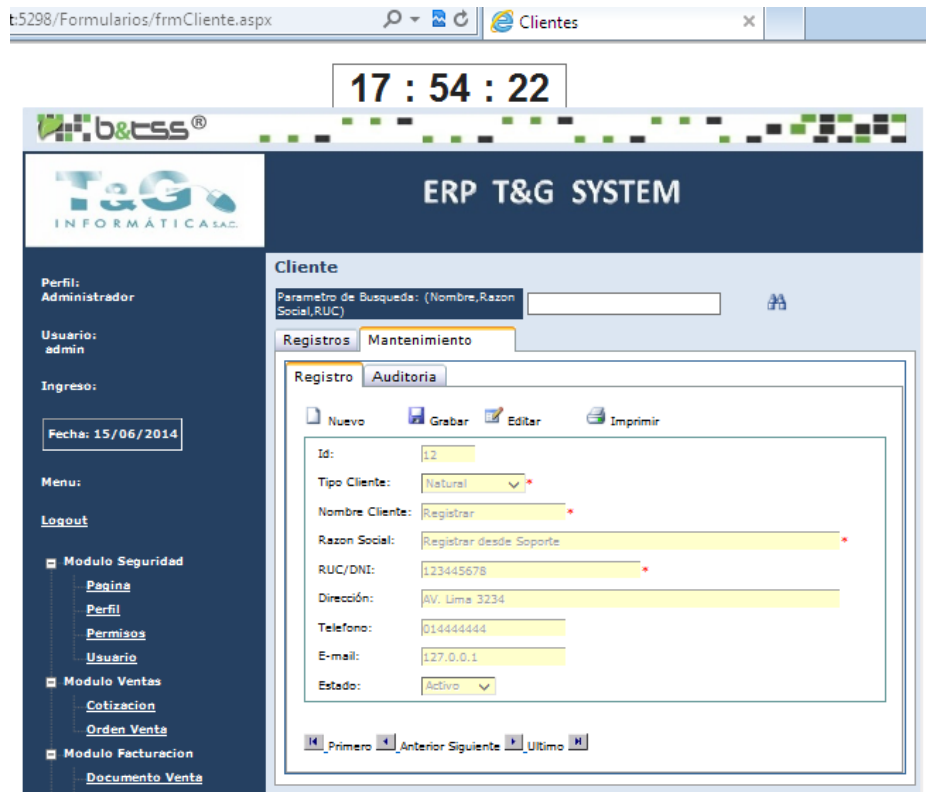 t:5298/Formularios/frmCliente.aspx
Clientes
17 : 54 : 22
b&tss®
T&G
INFORMÁTICA S.A.C.
ERP T&G SYSTEM
Perfil:
Administrador
Usuario:
admin
Ingreso:
Fecha: 15/06/2014
Menu:
Logout
Modulo Seguridad
Pagina
Perfil
Permisos
Usuario
Modulo Ventas
Cotizacion
Orden Venta
Modulo Facturacion
Documento Venta
Cliente
Parametro de Busqueda: (Nombre,Razon
Social,RUC)
Registros Mantenimiento
Registro Auditoria
Nuevo Grabar Editar Imprimir
Id: 12
Tipo Cliente: Natural *
Nombre Cliente: Registrar *
Razon Social: Registrar desde Soporte *
RUC/DNI: 123445678 *
Dirección: AV. Lima 3234
Telefono: 014444444
E-mail: 127.0.0.1
Estado: Activo
Primero Anterior Siguiente Ultimo